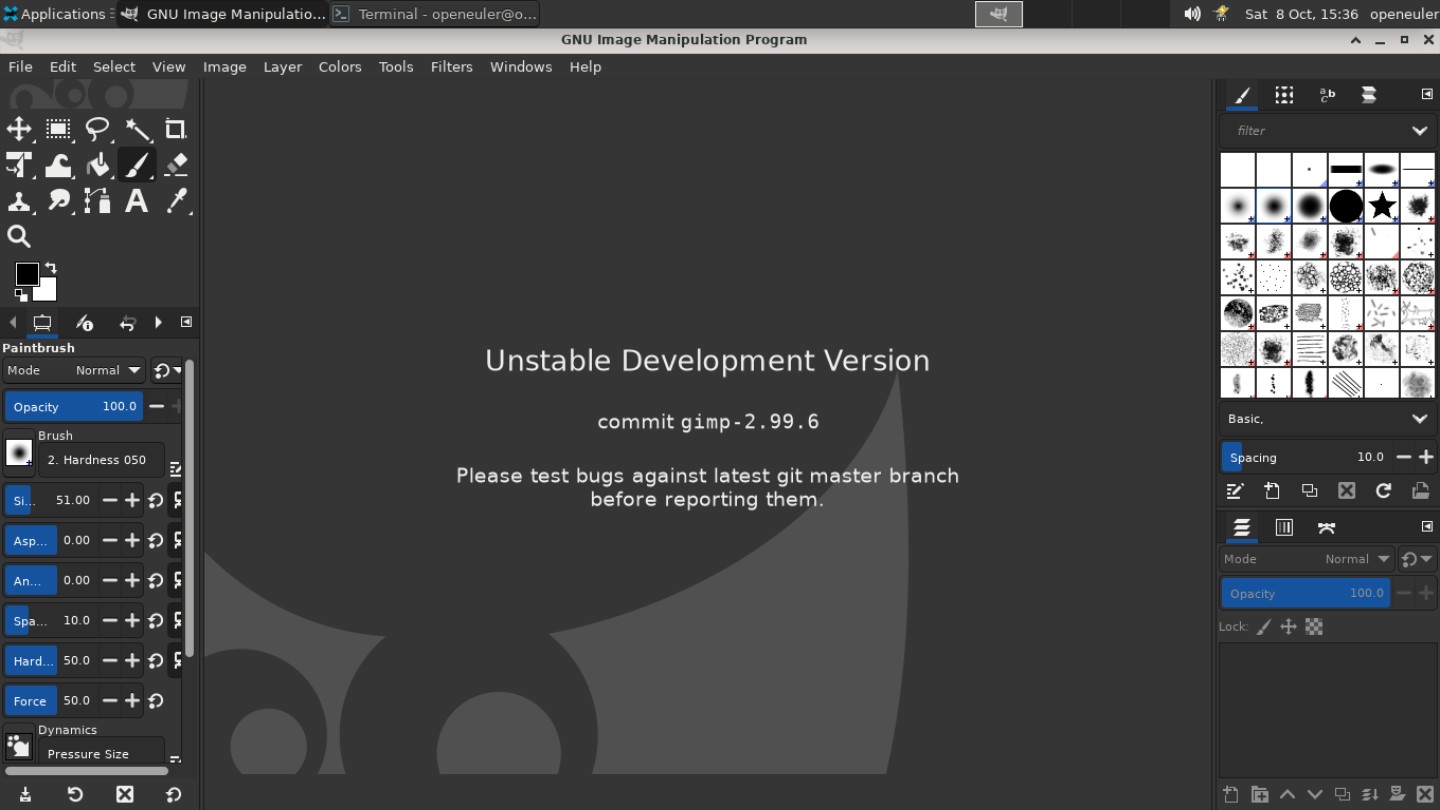 Applications
GNU Image Manipulatio...
Terminal - openeuler@o...
Sat 8 Oct, 15:36
openeuler
GNU Image Manipulation Program
File Edit Select View Image Layer Colors Tools Filters Windows Help
Paintbrush
Mode Normal
Opacity 100.0
Brush
2. Hardness 050
Si... 51.00
Asp... 0.00
An... 0.00
Spa... 10.0
Hard... 50.0
Force 50.0
Dynamics
Pressure Size
Unstable Development Version
commit gimp-2.99.6
Please test bugs against latest git master branch
before reporting them.
filter
Basic,
Spacing 10.0
Mode Normal
Opacity 100.0
Lock: